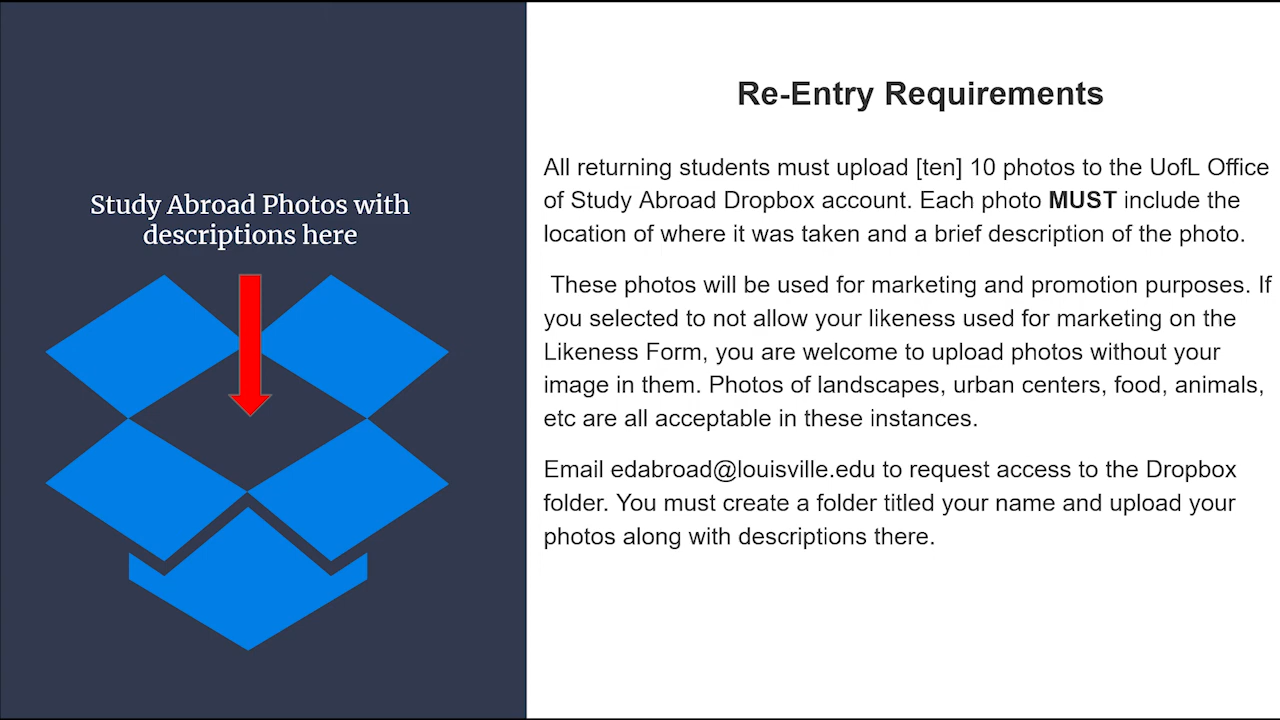 Study Abroad Photos with
descriptions here
Re-Entry Requirements
All returning students must upload [ten] 10 photos to the UofL Office
of Study Abroad Dropbox account. Each photo MUST include the
location of where it was taken and a brief description of the photo.
These photos will be used for marketing and promotion purposes. If
you selected to not allow your likeness used for marketing on the
Likeness Form, you are welcome to upload photos without your
image in them. Photos of landscapes, urban centers, food, animals,
etc are all acceptable in these instances.
Email edabroad@louisville.edu to request access to the Dropbox
folder. You must create a folder titled your name and upload your
photos along with descriptions there.